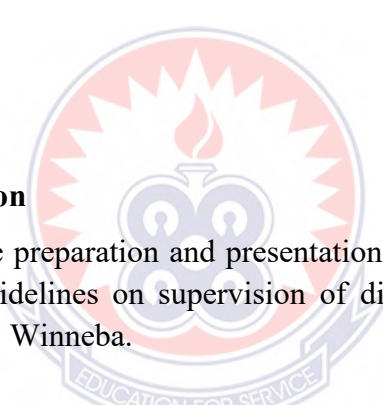 on
e preparation and presentation
idelines on supervision of di
Winneba.
EDUCATION FOR SERVICE